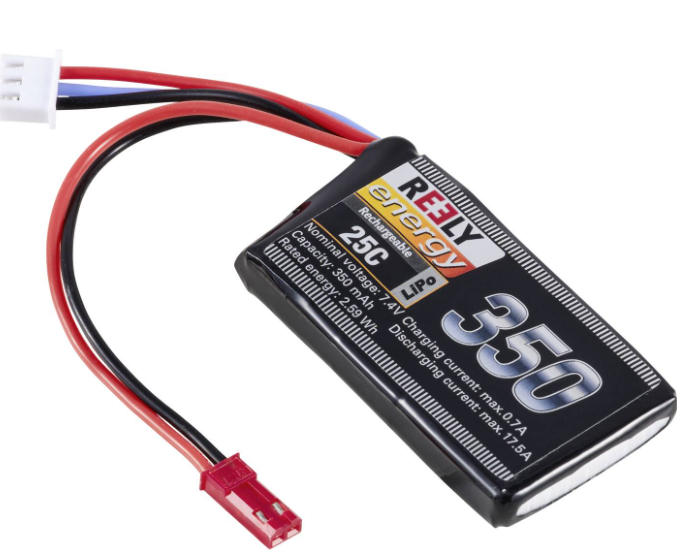 REELY
energy
Rechargeable
25C
LiPo
350
Nominal voltage: 7.4V
Capacity: 350 mAh
Rated energy: 2.59 Wh
Charging current: max. 0.7A
Discharging current: max. 17.5A